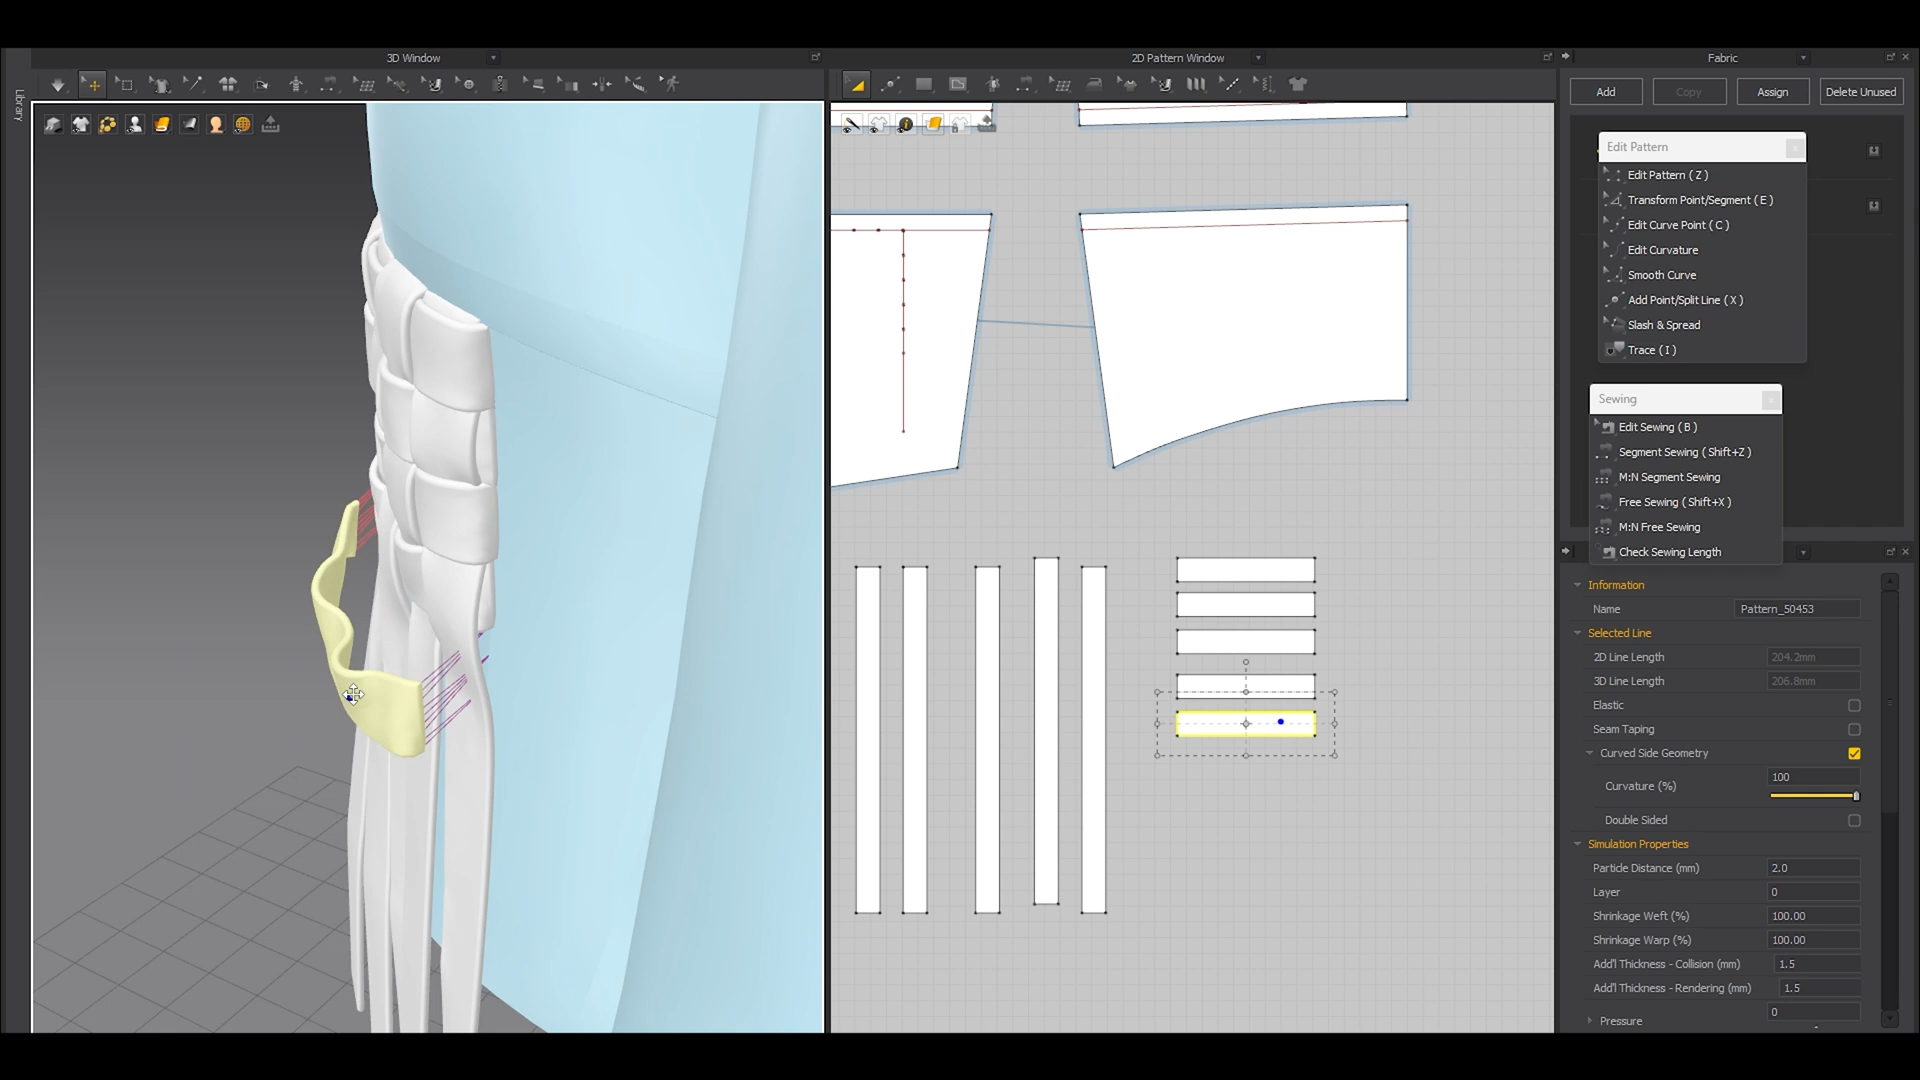 3D Window
2D Pattern Window
Fabric
Library
Add
Copy
Assign
Delete Unused
Edit Pattern
Edit Pattern ( Z )
Transform Point/Segment ( E )
Edit Curve Point ( C )
Edit Curvature
Smooth Curve
Add Point/Split Line ( X )
Slash & Spread
Trace ( I )
Sewing
Edit Sewing ( B )
Segment Sewing ( Shift+Z )
M:N Segment Sewing
Free Sewing ( Shift+X )
M:N Free Sewing
Check Sewing Length
Information
Name Pattern_50453
Selected Line
2D Line Length 204.2mm
3D Line Length 206.8mm
Elastic
Seam Taping
Curved Side Geometry
Curvature (%) 100
Double Sided
Simulation Properties
Particle Distance (mm) 2.0
Layer 0
Shrinkage Weft (%) 100.00
Shrinkage Warp (%) 100.00
Add'l Thickness - Collision (mm) 1.5
Add'l Thickness - Rendering (mm) 1.5
Pressure 0